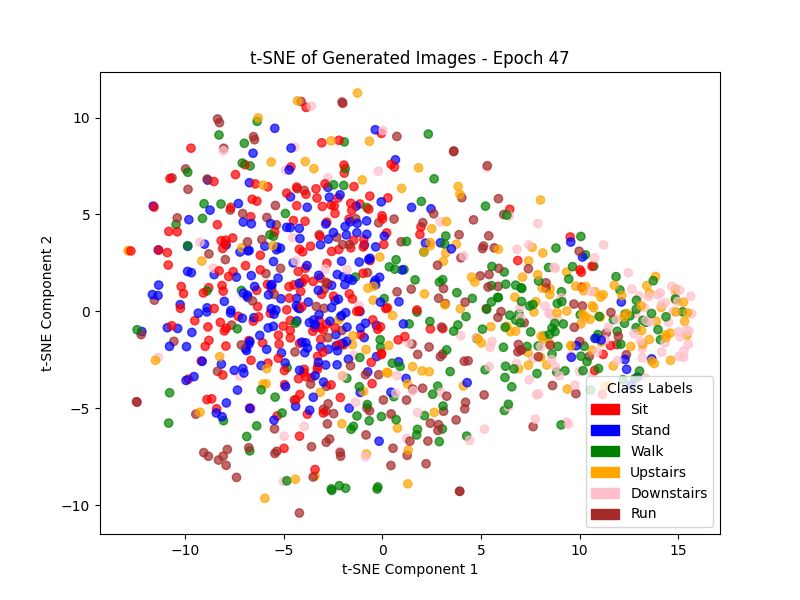 t-SNE of Generated Images - Epoch 47
10
5
0
−5
−10
t-SNE Component 2
−10
−5
0
5
10
15
t-SNE Component 1
Class Labels
Sit
Stand
Walk
Upstairs
Downstairs
Run